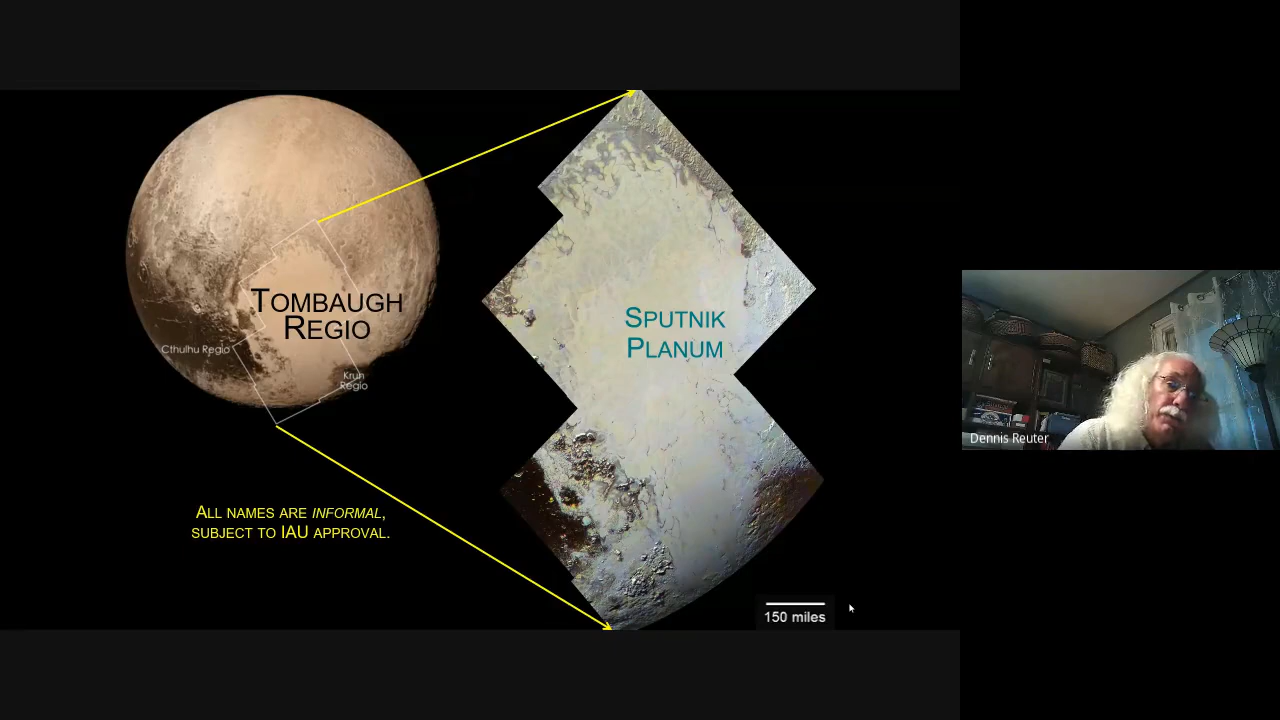 TOMBAUGH
REGIO
Cthulhu Regio
Krun
Regio
SPUTNIK
PLANUM
ALL NAMES ARE INFORMAL,
SUBJECT TO IAU APPROVAL.
150 miles
Dennis Reuter